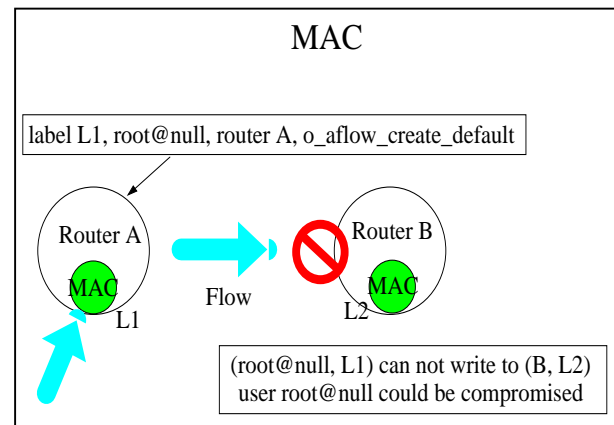 MAC
label L1, root@null, router A, o_aflow_create_default
Router A
Router B
MAC
Flow
MAC
L1
L2
(root@null, L1) can not write to (B, L2)
user root@null could be compromised